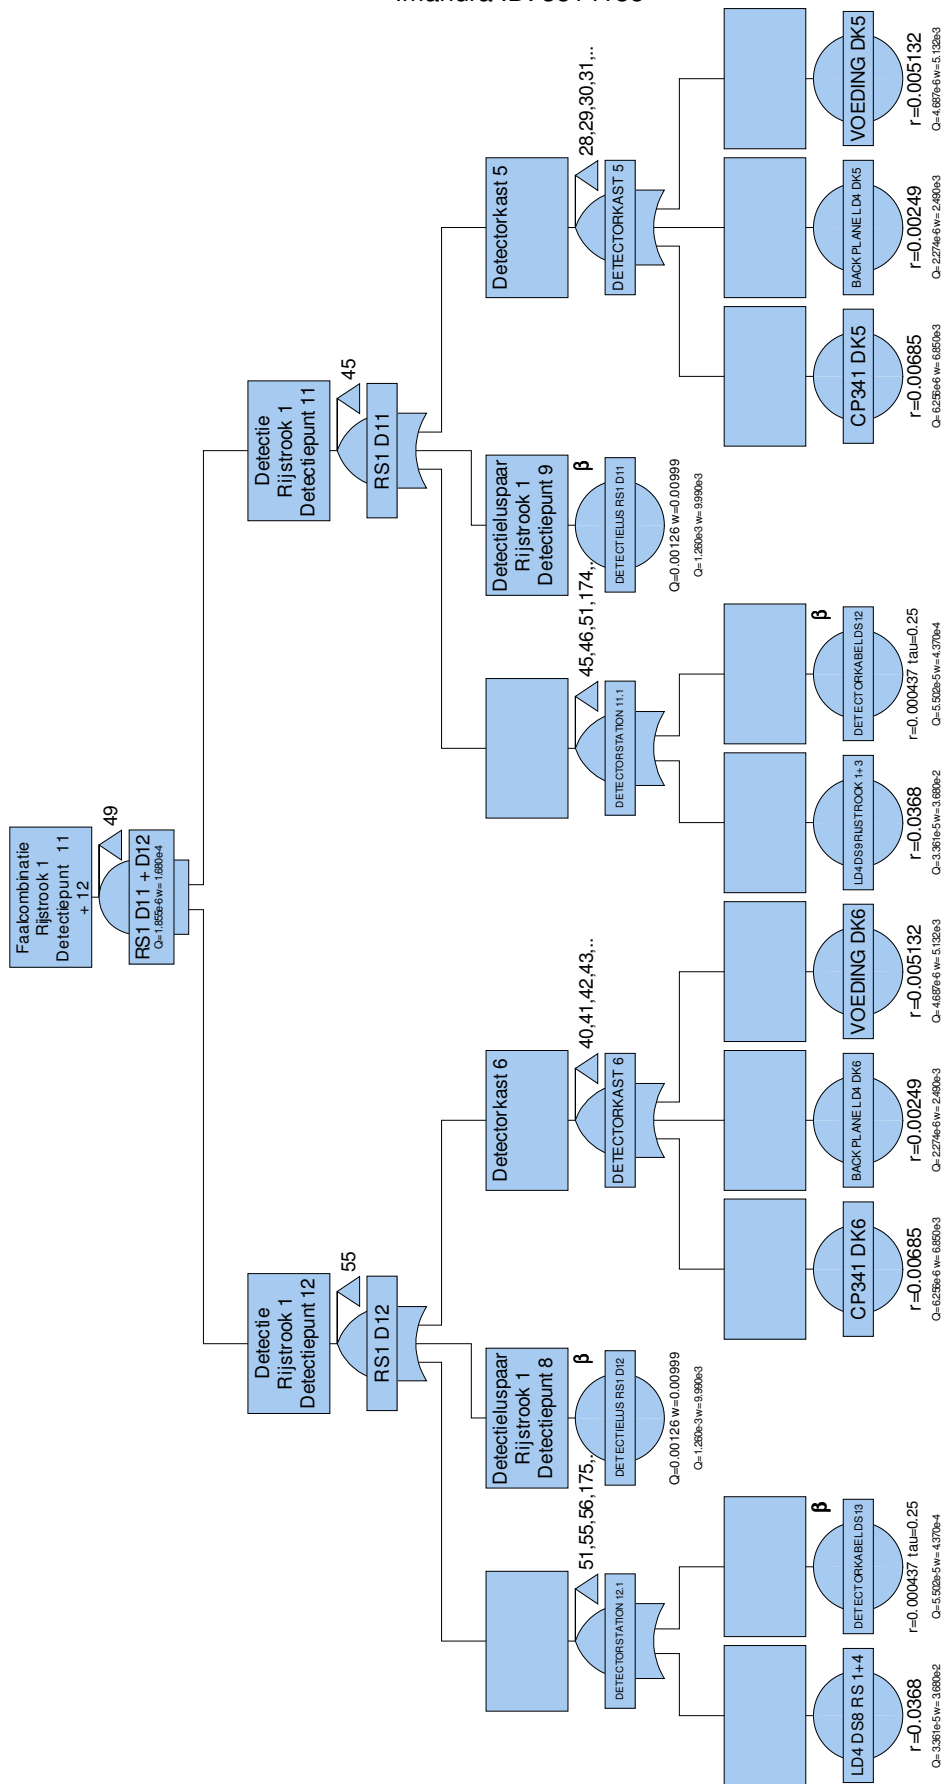 Faalcombinatie
Rijstrook 1
Detectiepunt 11
+ 12
49
RS1 D11 + D12
Q=1.855e-6 w=1.680e-4
Detectie
Rijstrook 1
Detectiepunt 12
55
RS1 D12
Detectie
Rijstrook 1
Detectiepunt 11
45
RS1 D11
51,55,56,175,..
DETECTORSTATION 12.1
Detectieluspaar
Rijstrook 1
Detectiepunt 8
β
DETECTIELUS RS1 D12
Q=0.00126 w=0.00999
Q=1.260e-3 w=9.990e-3
Detectorkast 6
40,41,42,43,..
DETECTORKAST 6
45,46,51,174,..
DETECTORSTATION 11.1
Detectieluspaar
Rijstrook 1
Detectiepunt 9
β
DETECTIELUS RS1 D11
Q=0.00126 w=0.00999
Q=1.260e-3 w=9.990e-3
Detectorkast 5
28,29,30,31,..
DETECTORKAST 5
LD4 DS8 RS 1+4
r=0.0368
Q=3.361e-5 w=3.680e-2
β
DETECTORKABEL DS13
r=0.000437 tau=0.25
Q=5.502e-5 w=4.370e-4
CP341 DK6
r=0.00685
Q=6.256e-6 w=6.850e-3
BACKPLANE LD4 DK6
r=0.00249
Q=2.274e-6 w=2.490e-3
VOEDING DK6
r=0.005132
Q=4.687e-6 w=5.132e-3
LD4 DS9 RIJSTROOK 1+3
r=0.0368
Q=3.361e-5 w=3.680e-2
β
DETECTORKABEL DS12
r=0.000437 tau=0.25
Q=5.502e-5 w=4.370e-4
CP341 DK5
r=0.00685
Q=6.256e-6 w=6.850e-3
BACKPLANE LD4 DK5
r=0.00249
Q=2.274e-6 w=2.490e-3
VOEDING DK5
r=0.005132
Q=4.687e-6 w=5.132e-3